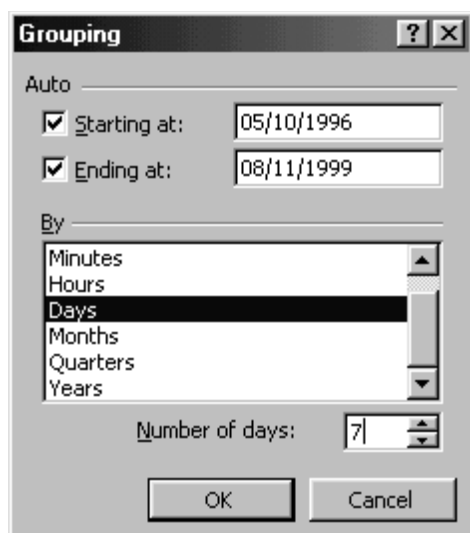 Grouping
Auto
Starting at: 05/10/1996
Ending at: 08/11/1999
By
Minutes
Hours
Days
Months
Quarters
Years
Number of days: 7
OK Cancel